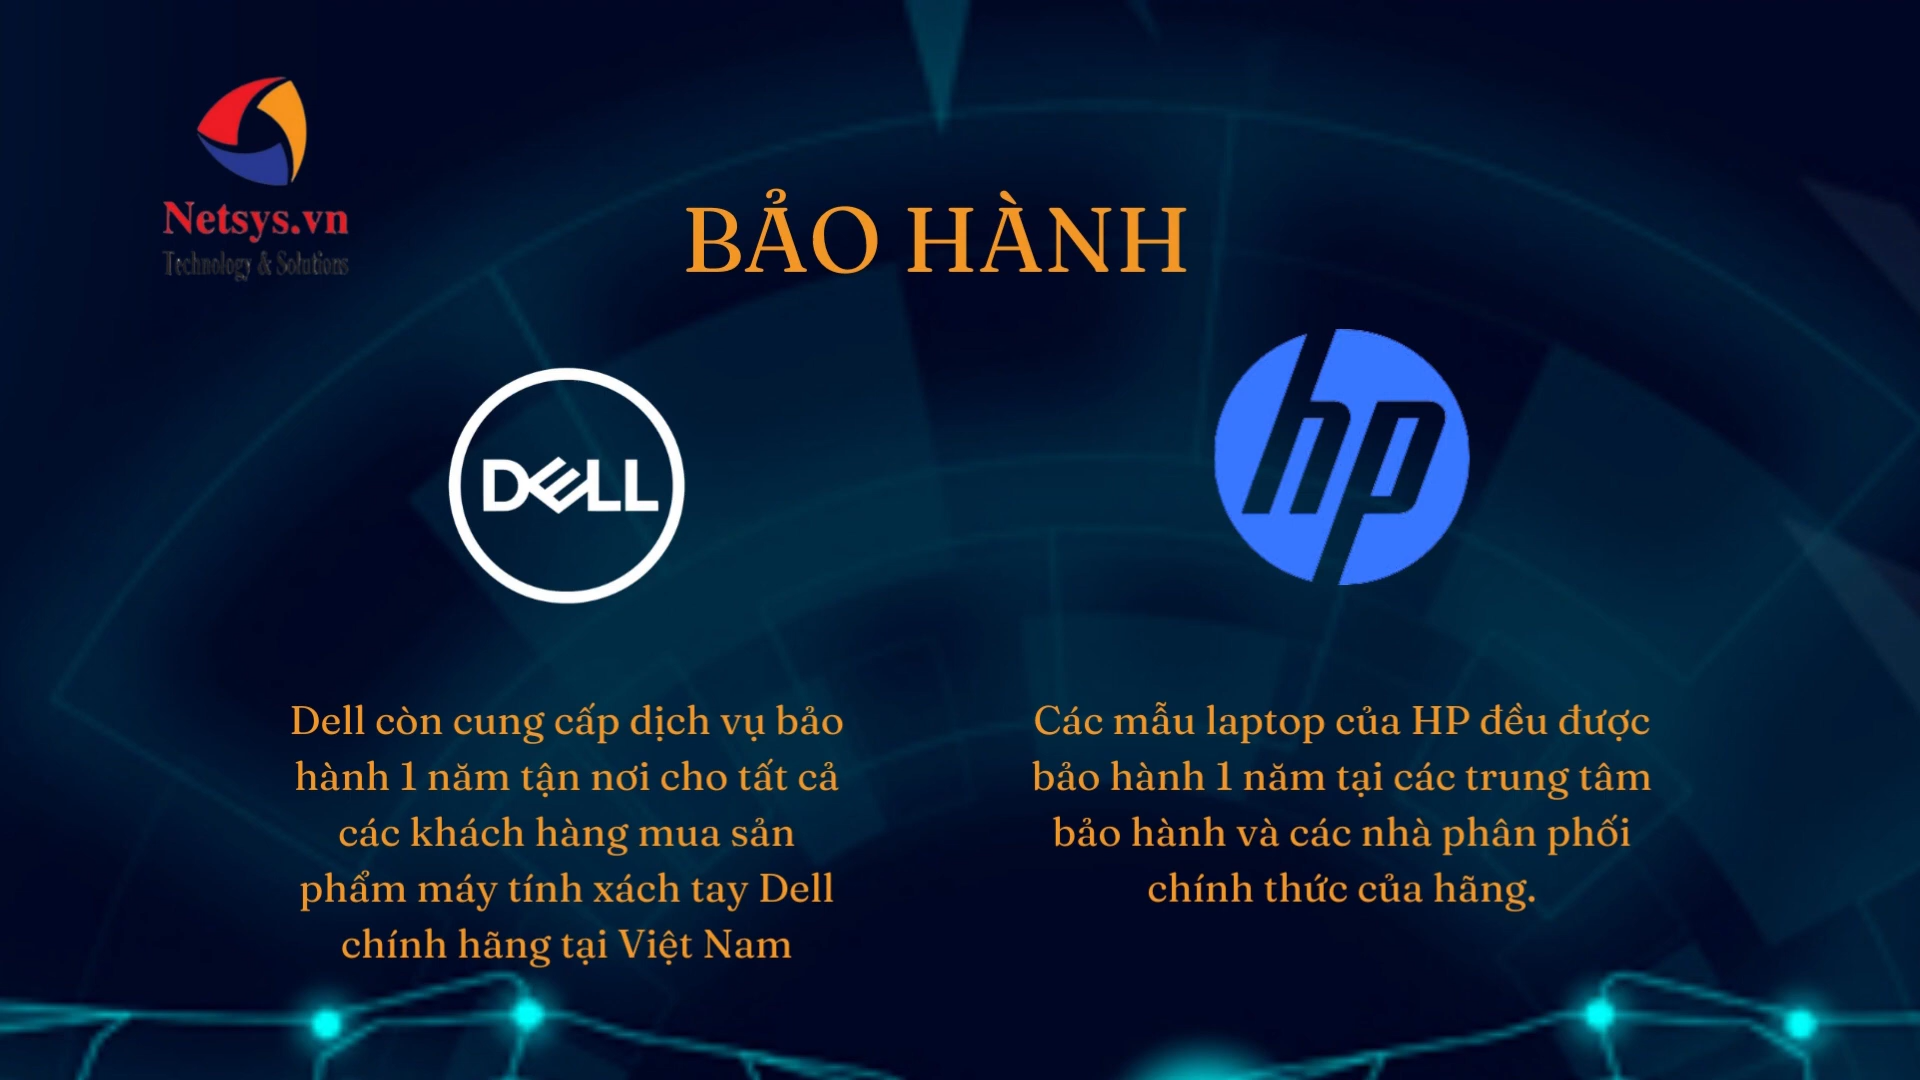 Netsys.vn
Technology & Solutions
BẢO HÀNH
DELL
hp
Dell còn cung cấp dịch vụ bảo
hành 1 năm tận nơi cho tất cả
các khách hàng mua sản
phẩm máy tính xách tay Dell
chính hãng tại Việt Nam
Các mẫu laptop của HP đều được
bảo hành 1 năm tại các trung tâm
bảo hành và các nhà phân phối
chính thức của hãng.